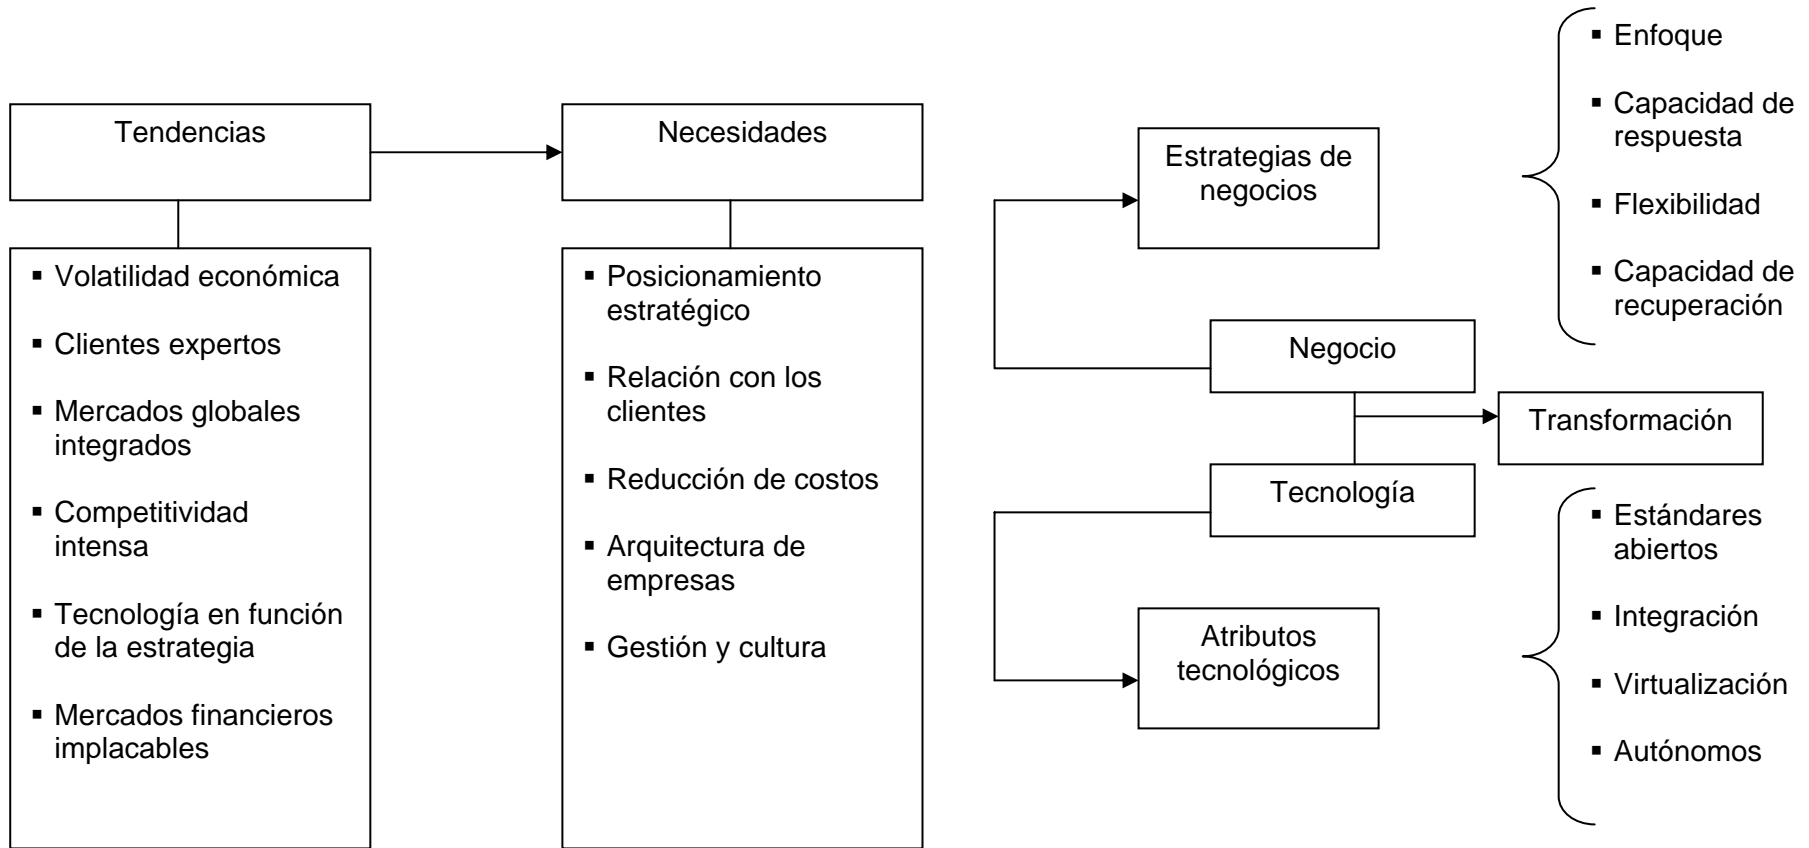 Tendencias
Volatilidad económica
Clientes expertos
Mercados globales
integrados
Competitividad
intensa
Tecnología en función
de la estrategia
Mercados financieros
implacables
Necesidades
Posicionamiento
estratégico
Relación con los
clientes
Reducción de costos
Arquitectura de
empresas
Gestión y cultura
Estrategias de
negocios
Negocio
Transformación
Tecnología
Atributos
tecnológicos
Enfoque
Capacidad de
respuesta
Flexibilidad
Capacidad de
recuperación
Estándares
abiertos
Integración
Virtualización
Autónomos